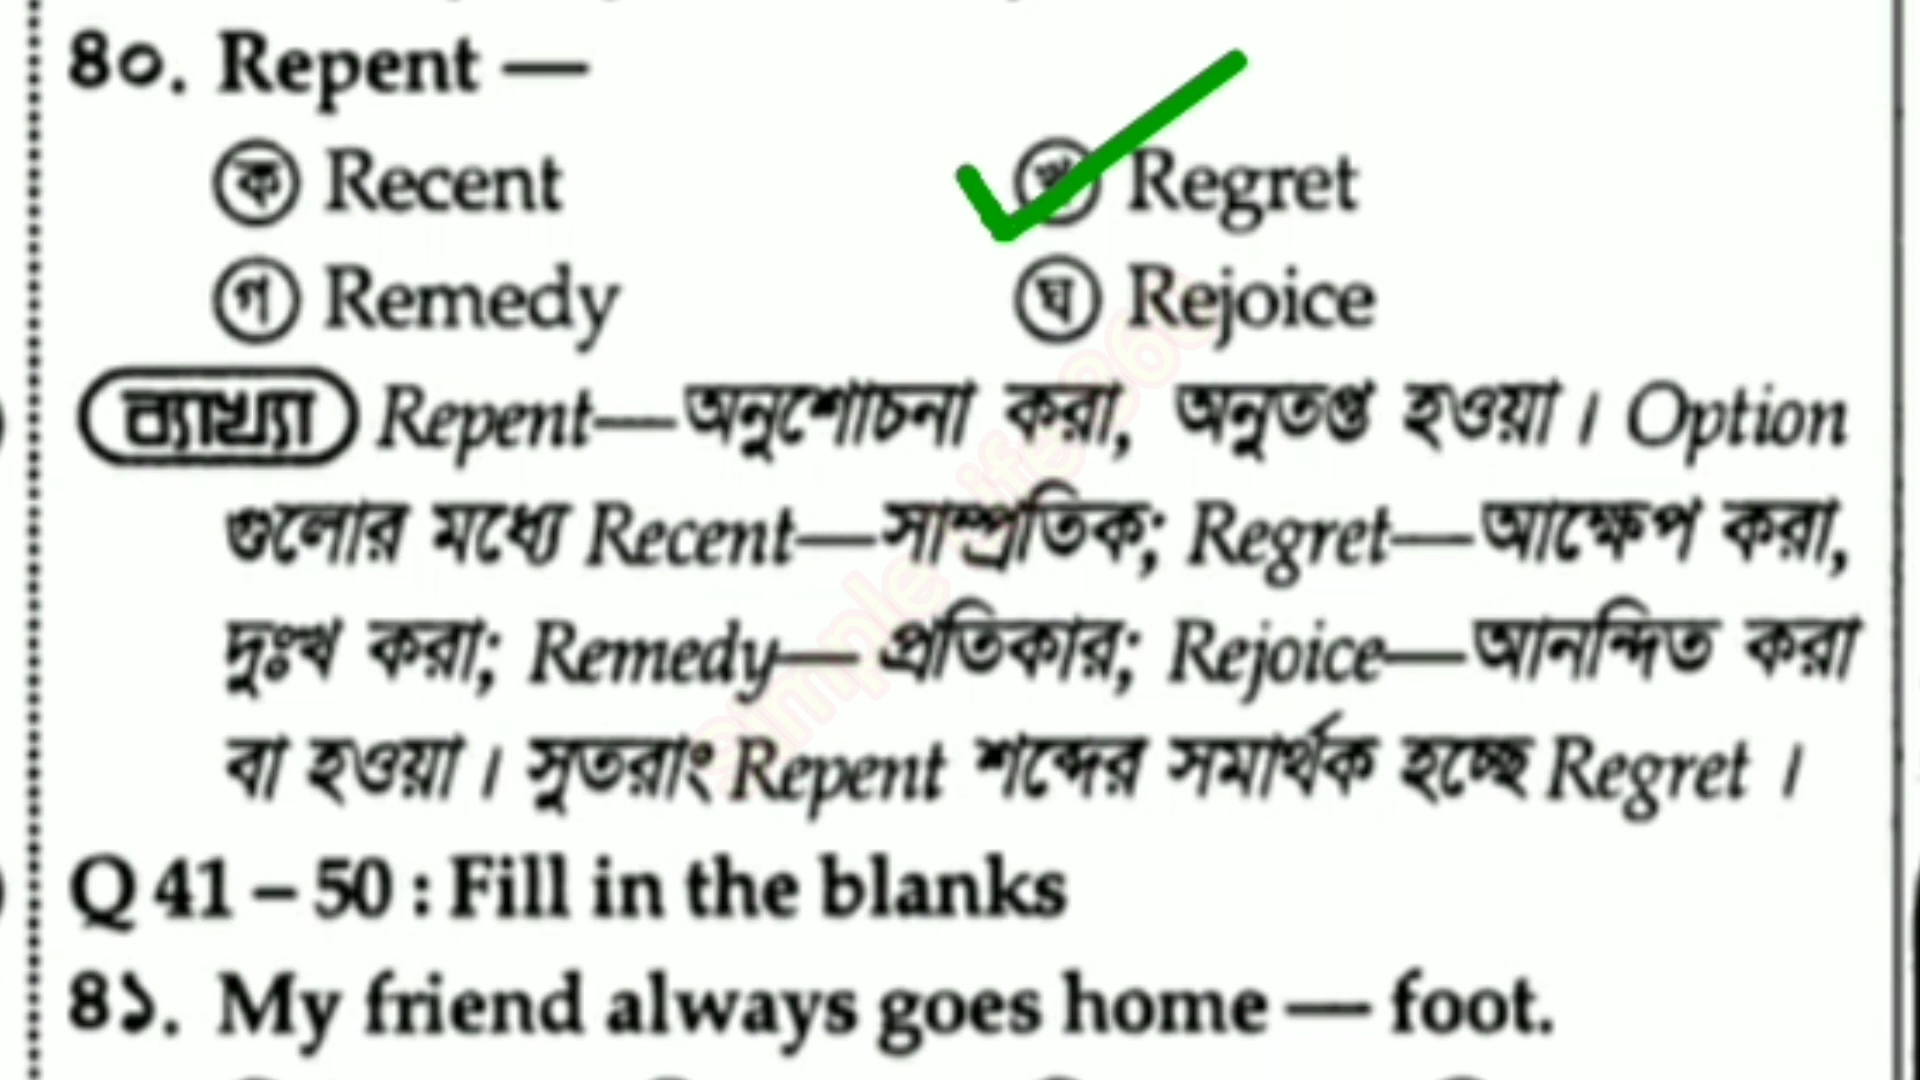 ৪০. Repent —
ক Recent খ Regret
গ Remedy ঘ Rejoice
ব্যাখ্যা Repent—অনুশোচনা করা, অনুতপ্ত হওয়া। Option
গুলোর মধ্যে Recent—সাম্প্রতিক; Regret—আক্ষেপ করা,
দুঃখ করা; Remedy— প্রতিকার; Rejoice—আনন্দিত করা
বা হওয়া। সুতরাং Repent শব্দের সমার্থক হচ্ছে Regret ।
Q 41 – 50 : Fill in the blanks
৪১. My friend always goes home — foot.